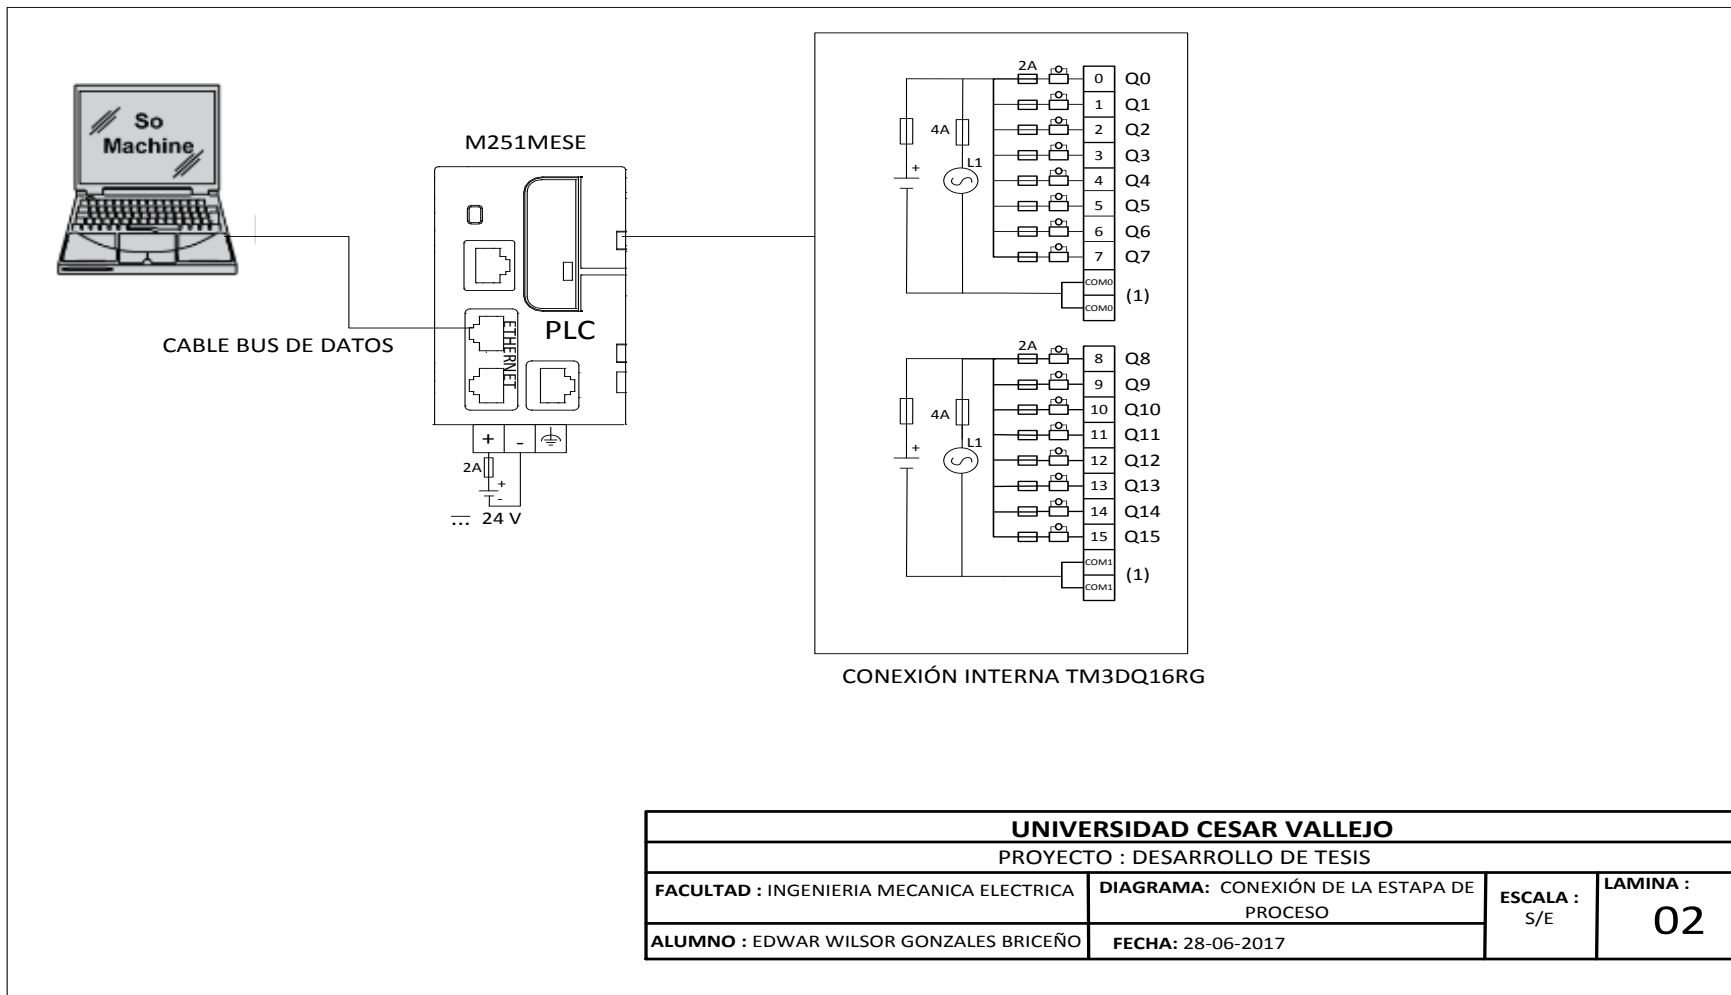 So
Machine
CABLE BUS DE DATOS
M251MESE
ETHERNET
PLC
+
-
2A
+
-
24 V
2A
4A
L1
+
0 Q0
1 Q1
2 Q2
3 Q3
4 Q4
5 Q5
6 Q6
7 Q7
COM0
COM0
(1)
2A
4A
L1
+
8 Q8
9 Q9
10 Q10
11 Q11
12 Q12
13 Q13
14 Q14
15 Q15
COM1
COM1
(1)
CONEXIÓN INTERNA TM3DQ16RG
UNIVERSIDAD CESAR VALLEJO
PROYECTO : DESARROLLO DE TESIS
FACULTAD : INGENIERIA MECANICA ELECTRICA
DIAGRAMA: CONEXIÓN DE LA ESTAPA DE
PROCESO
ESCALA :
S/E
LAMINA :
02
ALUMNO : EDWAR WILSOR GONZALES BRICEÑO
FECHA: 28-06-2017